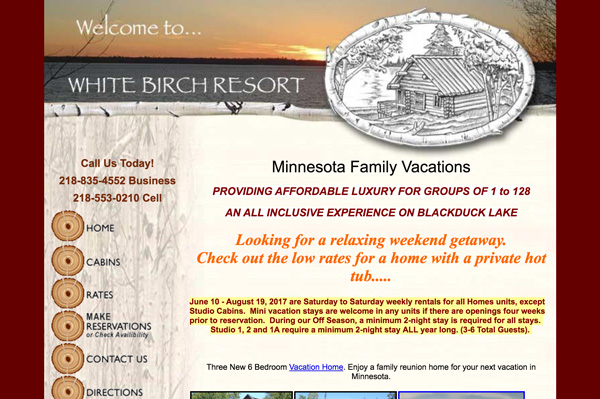 Welcome to...
WHITE BIRCH RESORT
Call Us Today!
218-835-4552 Business
218-553-0210 Cell
HOME
CABINS
RATES
MAKE
RESERVATIONS
or Check Availibility
CONTACT US
DIRECTIONS
Minnesota Family Vacations
PROVIDING AFFORDABLE LUXURY FOR GROUPS OF 1 to 128
AN ALL INCLUSIVE EXPERIENCE ON BLACKDUCK LAKE
Looking for a relaxing weekend getaway.
Check out the low rates for a home with a private hot
tub.....
June 10 - August 19, 2017 are Saturday to Saturday weekly rentals for all Homes units, except
Studio Cabins. Mini vacation stays are welcome in any units if there are openings four weeks
prior to reservation. During our Off Season, a minimum 2-night stay is required for all stays.
Studio 1, 2 and 1A require a minimum 2-night stay ALL year long. (3-6 Total Guests).
Three New 6 Bedroom Vacation Home. Enjoy a family reunion home for your next vacation in
Minnesota.